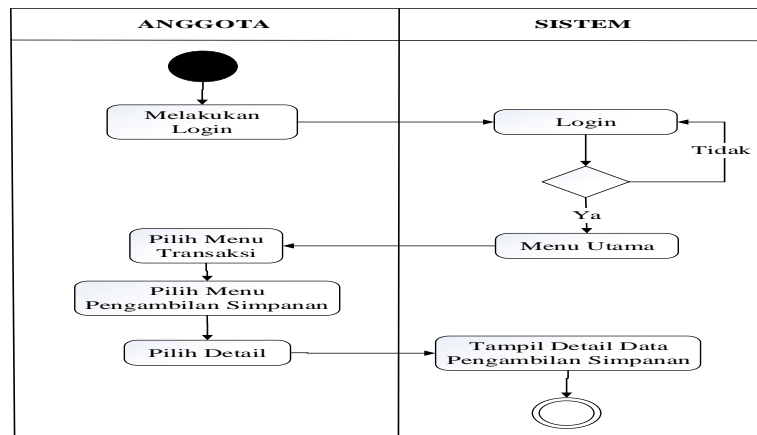 ANGGOTA
SISTEM
Melakukan
Login
Login
Tidak
Ya
Pilih Menu
Transaksi
Menu Utama
Pilih Menu
Pengambilan Simpanan
Pilih Detail
Tampil Detail Data
Pengambilan Simpanan